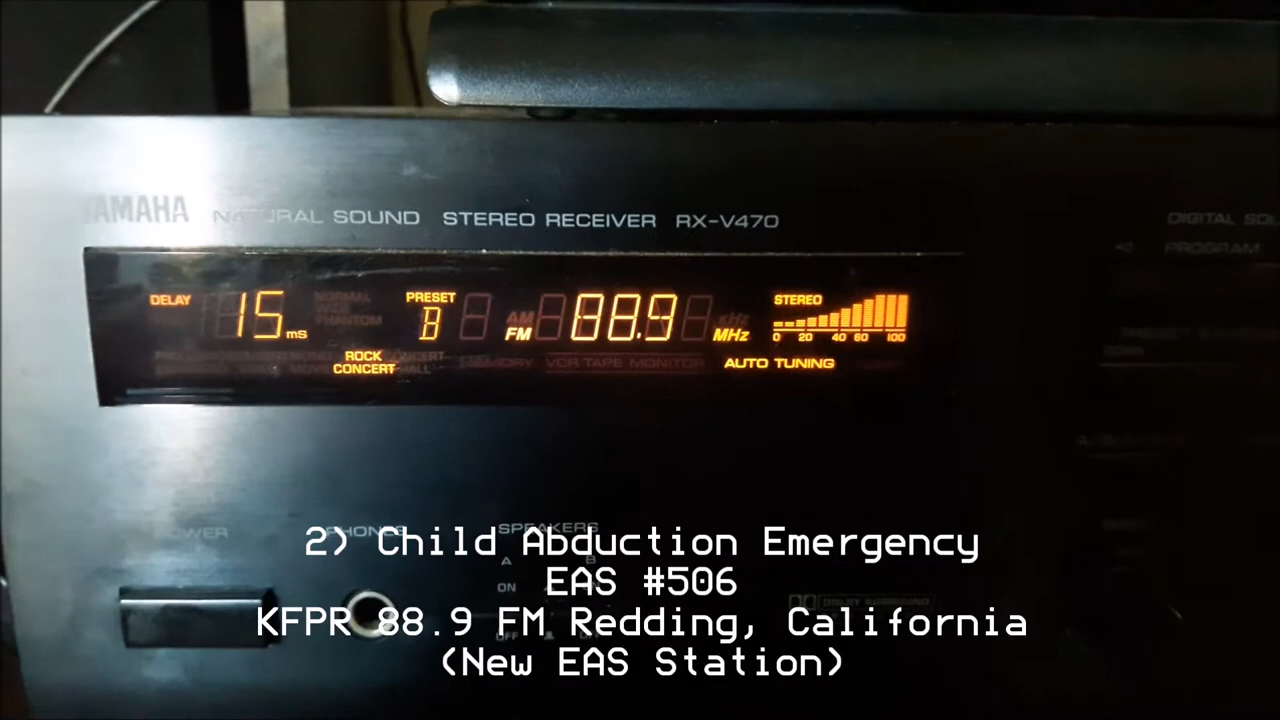 YAMAHA NATURAL SOUND STEREO RECEIVER RX-V470
DIGITAL
PROGRAM
DELAY 15 mS
NORMAL
WIDE
PHANTOM
PRESET B
AM
FM 88.9 kHz
MHz
STEREO
0 20 40 60 100
ROCK CONCERT
CONCERT HALL
MEMORY VCR TAPE MONITOR AUTO TUNING
POWER PHONES SPEAKERS
A B
ON
OFF
DOLBY SURROUND
2) Child Abduction Emergency
EAS #506
KFPR 88.9 FM Redding, California
(New EAS Station)